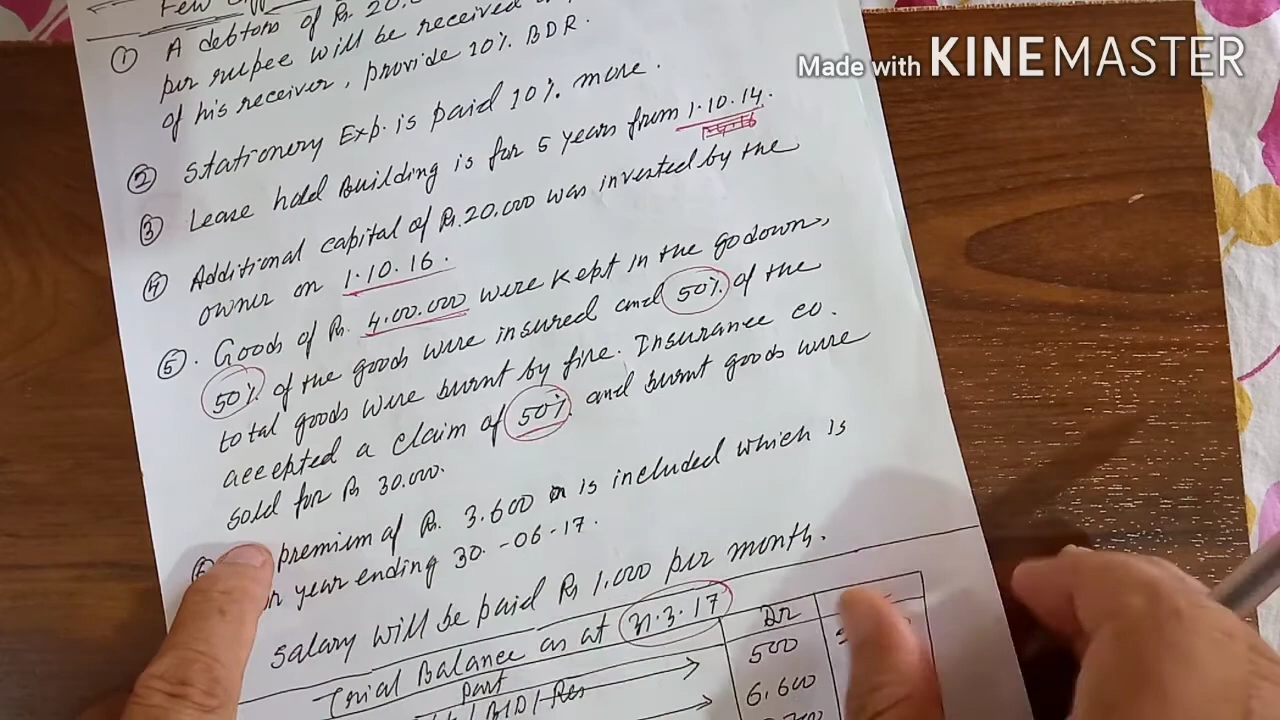 Made with KINEMASTER
Few
① A debtors of Rs. 20.
per rupee will be received
of his receiver, provide 10% BDR.
② Stationery Exp. is paid 10% more.
③ Lease hold Building is for 5 years from 1.10.14.
④ Additional capital of Rs. 20.000 was invested by the
owner on 1.10.16.
⑤. Goods of Rs. 4.00.000 were kept in the godown,
50% of the goods were insured and 50% of the
total goods were burnt by fire. Insurance co.
accepted a claim of 50% and burnt goods were
sold for Rs 30.000.
premium of Rs. 3.600 is included which is
year ending 30.-06-17.
Salary will be paid Rs 1.000 per month.
Trial Balance as at 31.3.17 Dr
Part 500
6.600